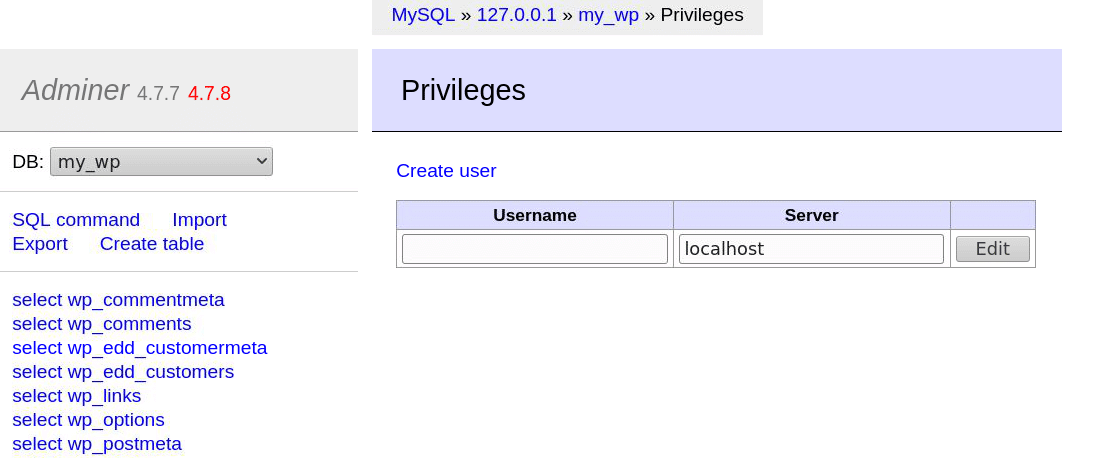 MySQL » 127.0.0.1 » my_wp » Privileges
Adminer 4.7.7 4.7.8
Privileges
DB: my_wp
Create user
SQL command Import
Export Create table
Username Server
localhost Edit
select wp_commentmeta
select wp_comments
select wp_edd_customermeta
select wp_edd_customers
select wp_links
select wp_options
select wp_postmeta